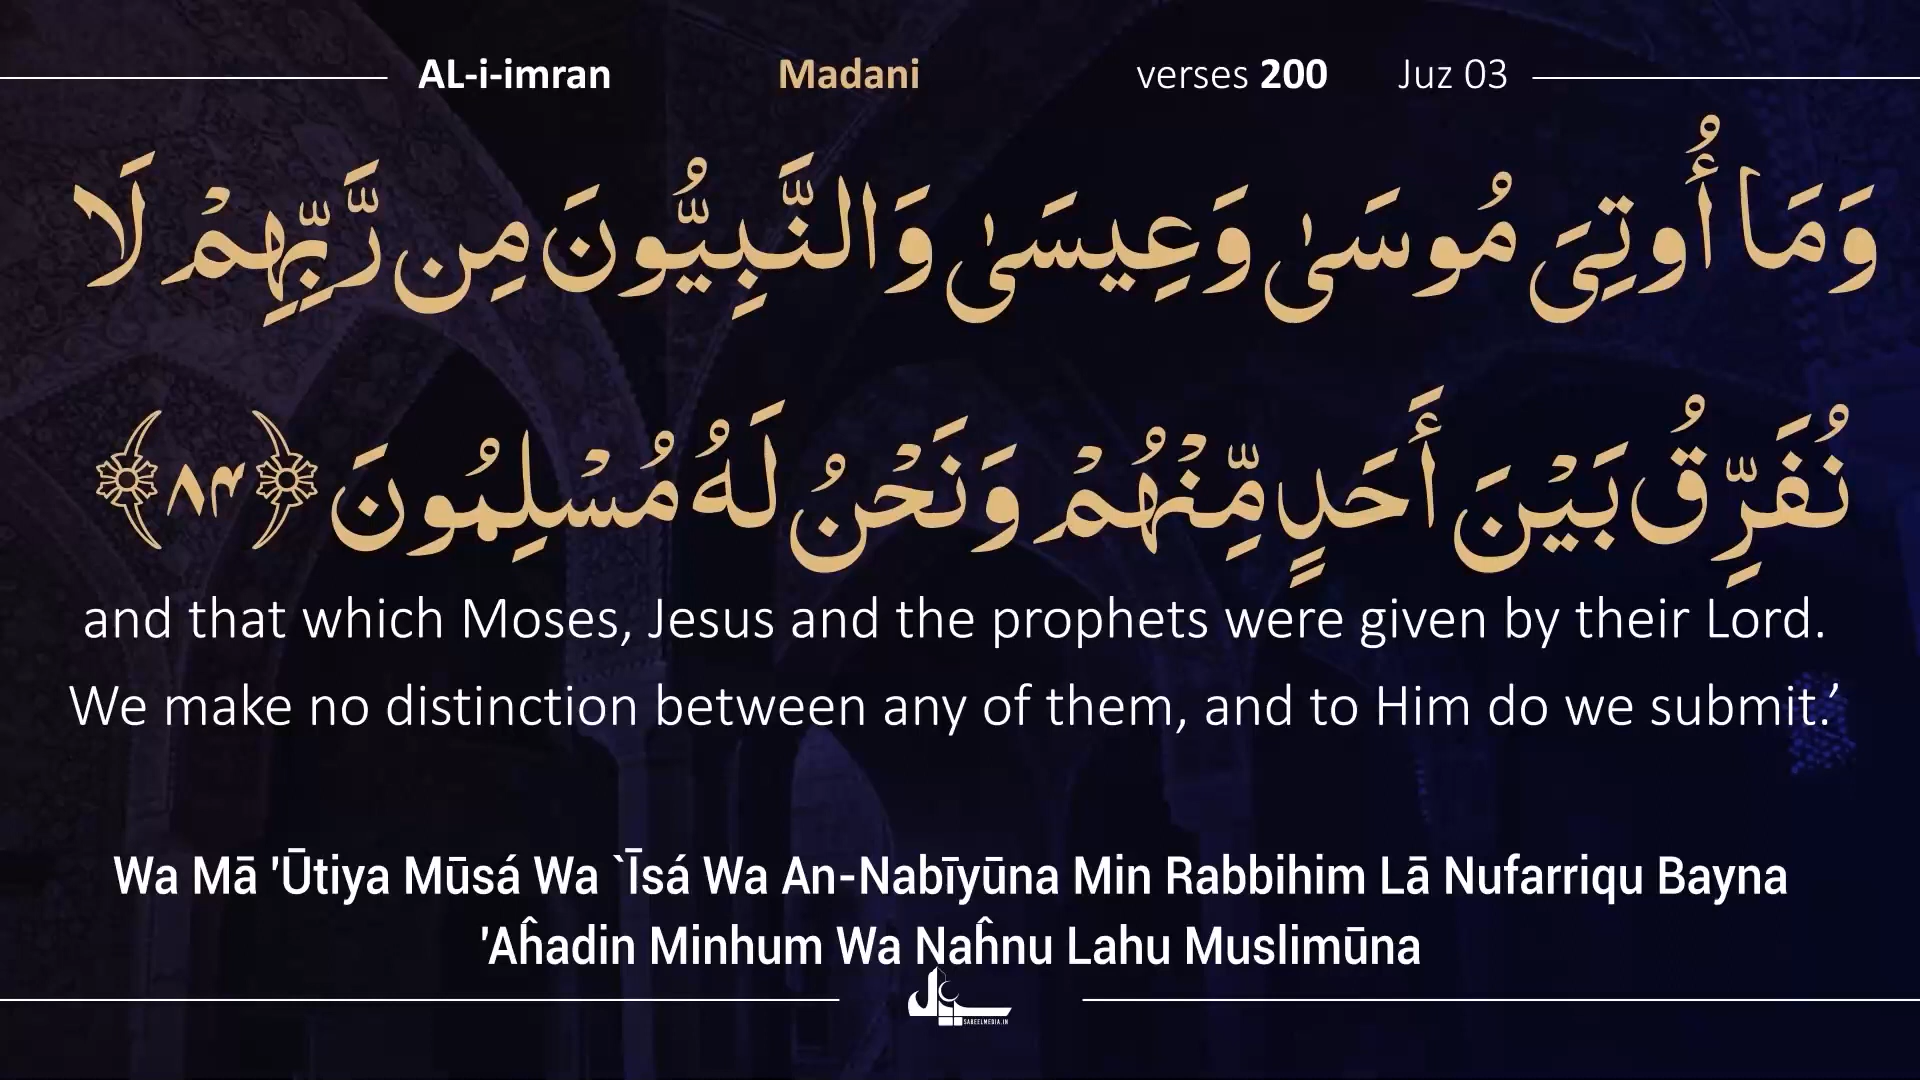 AL-i-imran Madani verses 200 Juz 03
وَمَا أُوتِيَ مُوسَىٰ وَعِيسَىٰ وَالنَّبِيُّونَ مِن رَّبِّهِمْ لَا
نُفَرِّقُ بَيْنَ أَحَدٍ مِّنْهُمْ وَنَحْنُ لَهُ مُسْلِمُونَ ﴿۸۴﴾
and that which Moses, Jesus and the prophets were given by their Lord.
We make no distinction between any of them, and to Him do we submit.’
Wa Mā 'Ūtiya Mūsá Wa `Īsá Wa An-Nabīyūna Min Rabbihim Lā Nufarriqu Bayna
'Aĥadin Minhum Wa Naĥnu Lahu Muslimūna
SABEELMEDIA.IN